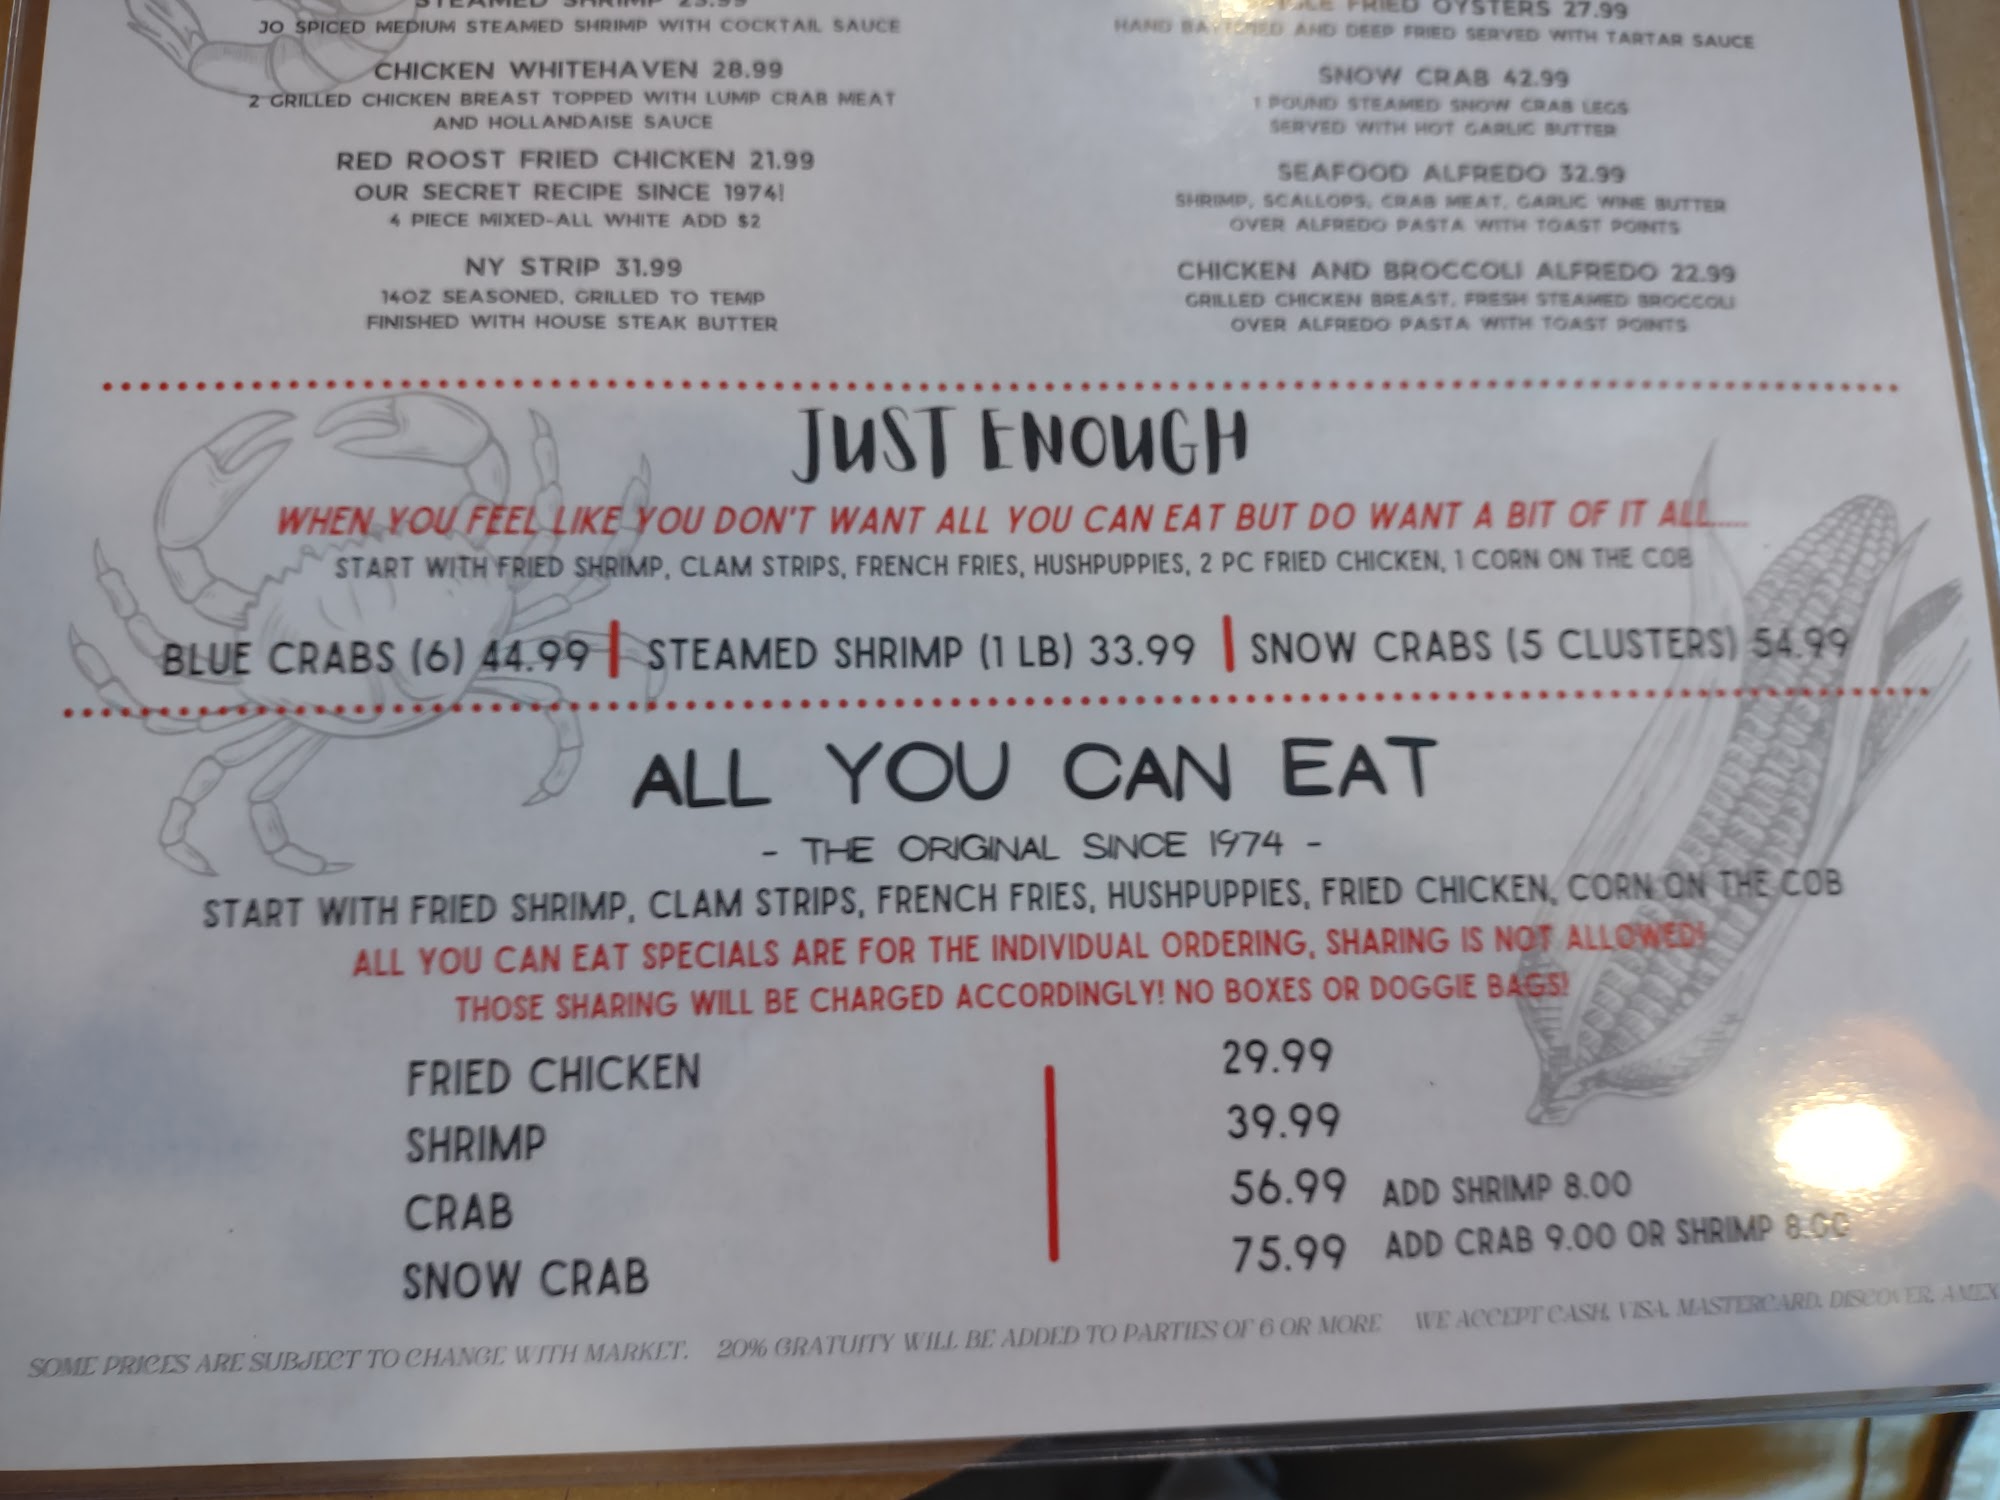 STEAMED SHRIMP
JO SPICED MEDIUM STEAMED SHRIMP WITH COCKTAIL SAUCE
CHICKEN WHITEHAVEN 28.99
2 GRILLED CHICKEN BREAST TOPPED WITH LUMP CRAB MEAT
AND HOLLANDAISE SAUCE
RED ROOST FRIED CHICKEN 21.99
OUR SECRET RECIPE SINCE 1974!
4 PIECE MIXED-ALL WHITE ADD $2
NY STRIP 31.99
14OZ SEASONED, GRILLED TO TEMP
FINISHED WITH HOUSE STEAK BUTTER
FRIED OYSTERS 27.99
HAND BATTERED AND DEEP FRIED SERVED WITH TARTAR SAUCE
SNOW CRAB 42.99
1 POUND STEAMED SNOW CRAB LEGS
SERVED WITH HOT GARLIC BUTTER
SEAFOOD ALFREDO 32.99
SHRIMP, SCALLOPS, CRAB MEAT, GARLIC WINE BUTTER
OVER ALFREDO PASTA WITH TOAST POINTS
CHICKEN AND BROCCOLI ALFREDO 22.99
GRILLED CHICKEN BREAST, FRESH STEAMED BROCCOLI
OVER ALFREDO PASTA WITH TOAST POINTS
JUST ENOUGH
WHEN YOU FEEL LIKE YOU DON'T WANT ALL YOU CAN EAT BUT DO WANT A BIT OF IT ALL.....
START WITH FRIED SHRIMP, CLAM STRIPS, FRENCH FRIES, HUSHPUPPIES, 2 PC FRIED CHICKEN, 1 CORN ON THE COB
BLUE CRABS (6) 44.99 | STEAMED SHRIMP (1 LB) 33.99 | SNOW CRABS (5 CLUSTERS) 54.99
ALL YOU CAN EAT
- THE ORIGINAL SINCE 1974 -
START WITH FRIED SHRIMP, CLAM STRIPS, FRENCH FRIES, HUSHPUPPIES, FRIED CHICKEN, CORN ON THE COB
ALL YOU CAN EAT SPECIALS ARE FOR THE INDIVIDUAL ORDERING, SHARING IS NOT ALLOWED!
THOSE SHARING WILL BE CHARGED ACCORDINGLY! NO BOXES OR DOGGIE BAGS!
FRIED CHICKEN 29.99
SHRIMP 39.99
CRAB 56.99 ADD SHRIMP 8.00
SNOW CRAB 75.99 ADD CRAB 9.00 OR SHRIMP 8.00
SOME PRICES ARE SUBJECT TO CHANGE WITH MARKET. 20% GRATUITY WILL BE ADDED TO PARTIES OF 6 OR MORE WE ACCEPT CASH, VISA, MASTERCARD, DISCOVER, AMEX